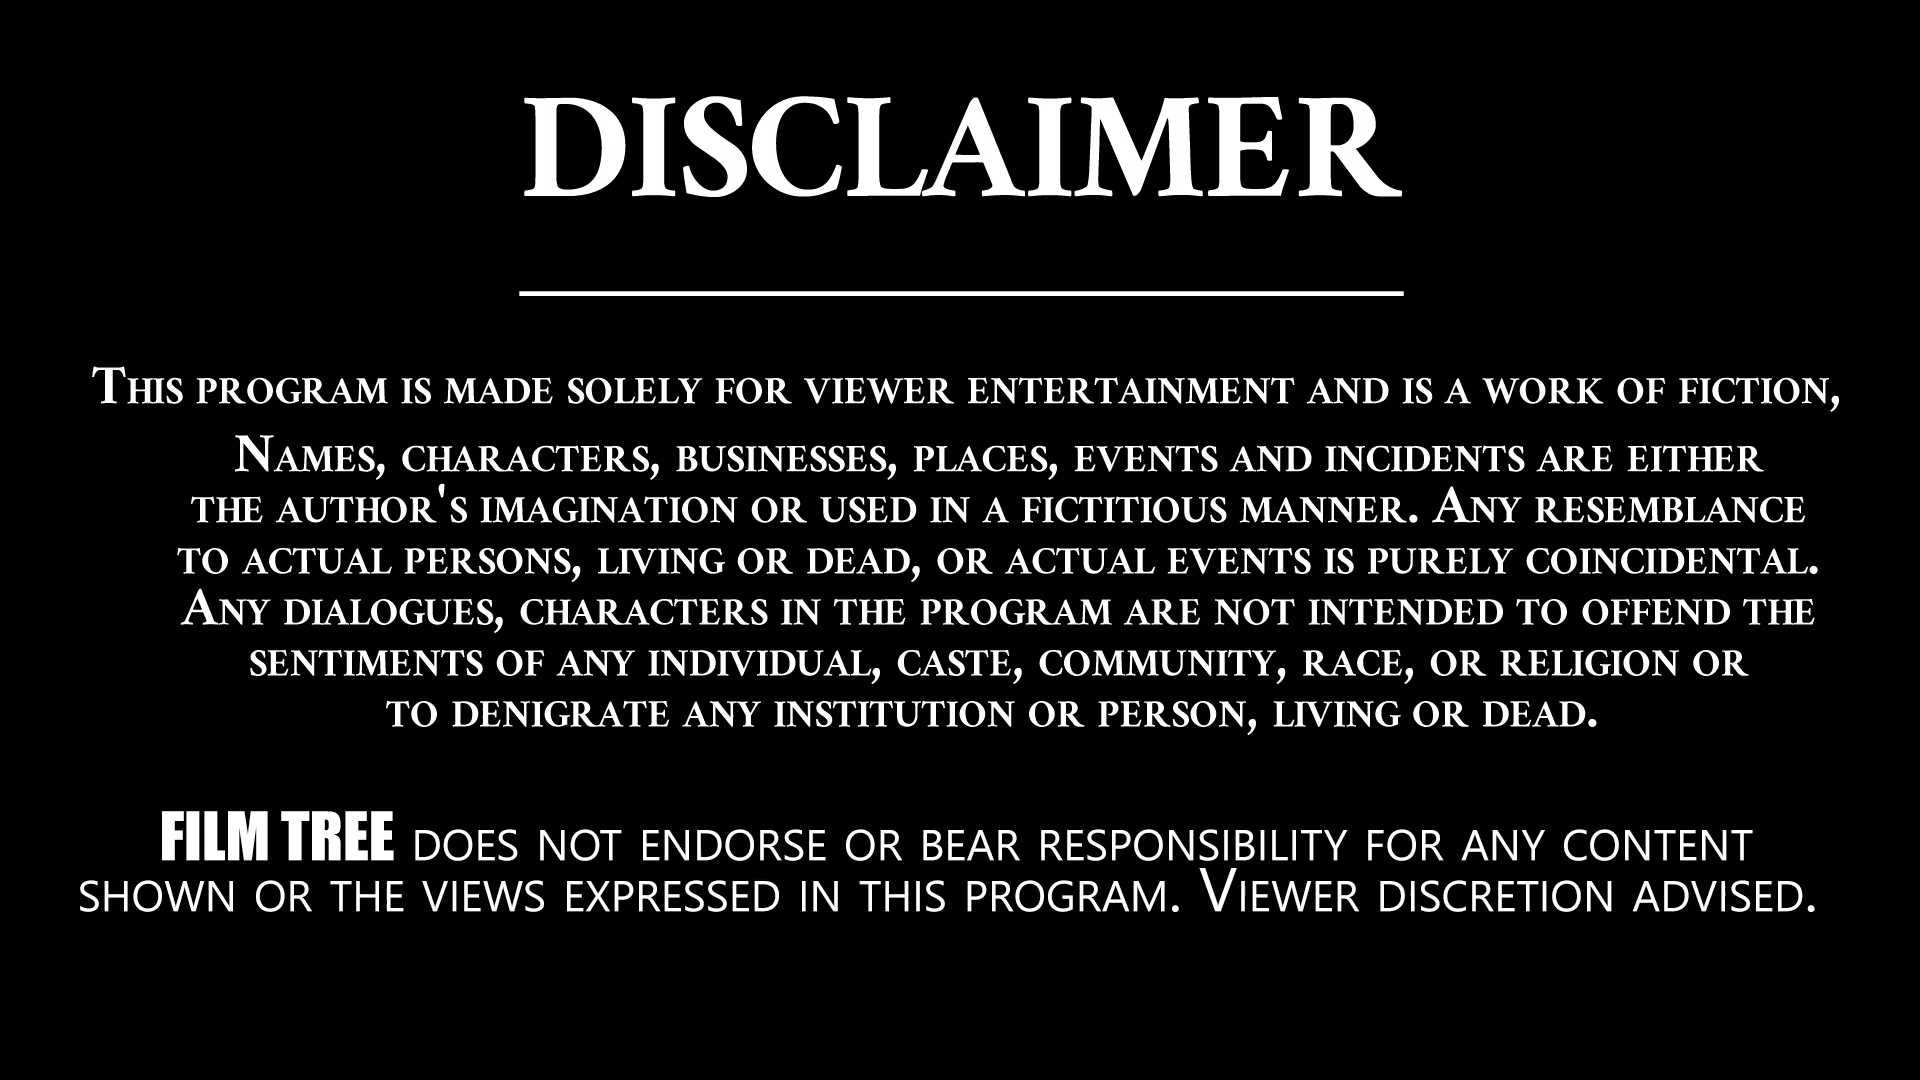 DISCLAIMER
This program is made solely for viewer entertainment and is a work of fiction,
Names, characters, businesses, places, events and incidents are either
the author's imagination or used in a fictitious manner. Any resemblance
to actual persons, living or dead, or actual events is purely coincidental.
Any dialogues, characters in the program are not intended to offend the
sentiments of any individual, caste, community, race, or religion or
to denigrate any institution or person, living or dead.
FILM TREE does not endorse or bear responsibility for any content
shown or the views expressed in this program. Viewer discretion advised.